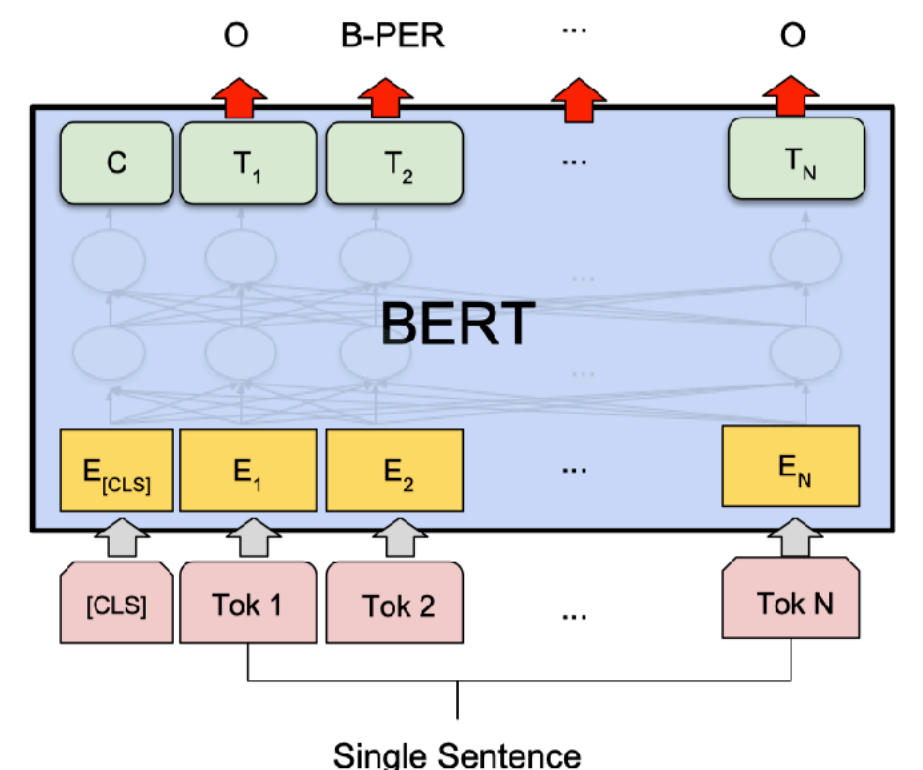 O B-PER ... O
C T1 T2 ... TN
...
BERT
...
E[CLS] E1 E2 ... EN
[CLS] Tok 1 Tok 2 ... Tok N
Single Sentence